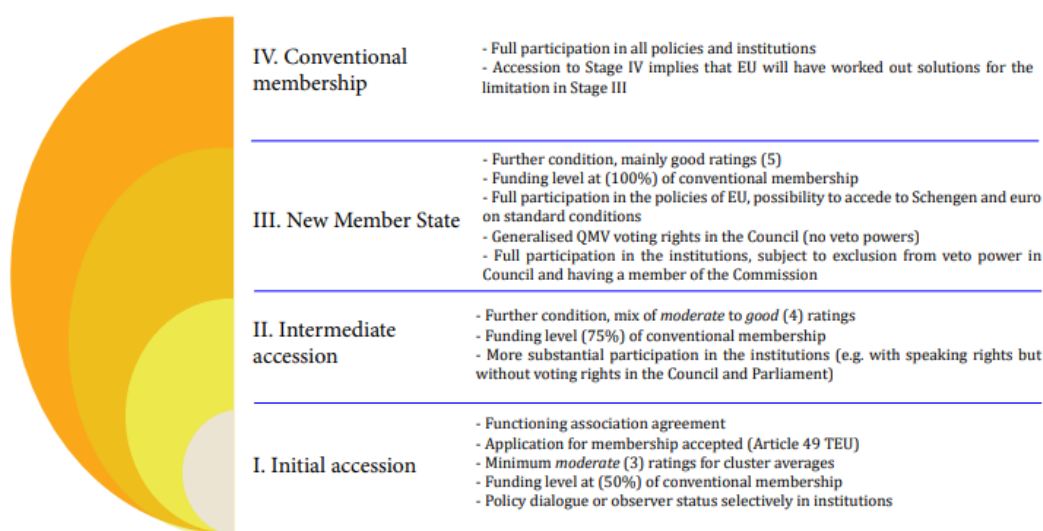 IV. Conventional
membership
- Full participation in all policies and institutions
- Accession to Stage IV implies that EU will have worked out solutions for the
limitation in Stage III
III. New Member State
- Further condition, mainly good ratings (5)
- Funding level at (100%) of conventional membership
- Full participation in the policies of EU, possibility to accede to Schengen and euro
on standard conditions
- Generalised QMV voting rights in the Council (no veto powers)
- Full participation in the institutions, subject to exclusion from veto power in
Council and having a member of the Commission
II. Intermediate
accession
- Further condition, mix of moderate to good (4) ratings
- Funding level (75%) of conventional membership
- More substantial participation in the institutions (e.g. with speaking rights but
without voting rights in the Council and Parliament)
I. Initial accession
- Functioning association agreement
- Application for membership accepted (Article 49 TEU)
- Minimum moderate (3) ratings for cluster averages
- Funding level at (50%) of conventional membership
- Policy dialogue or observer status selectively in institutions